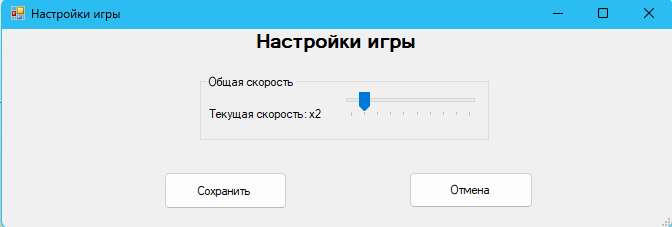 Настройки игры
Настройки игры
Общая скорость
Текущая скорость: x2
Сохранить
Отмена